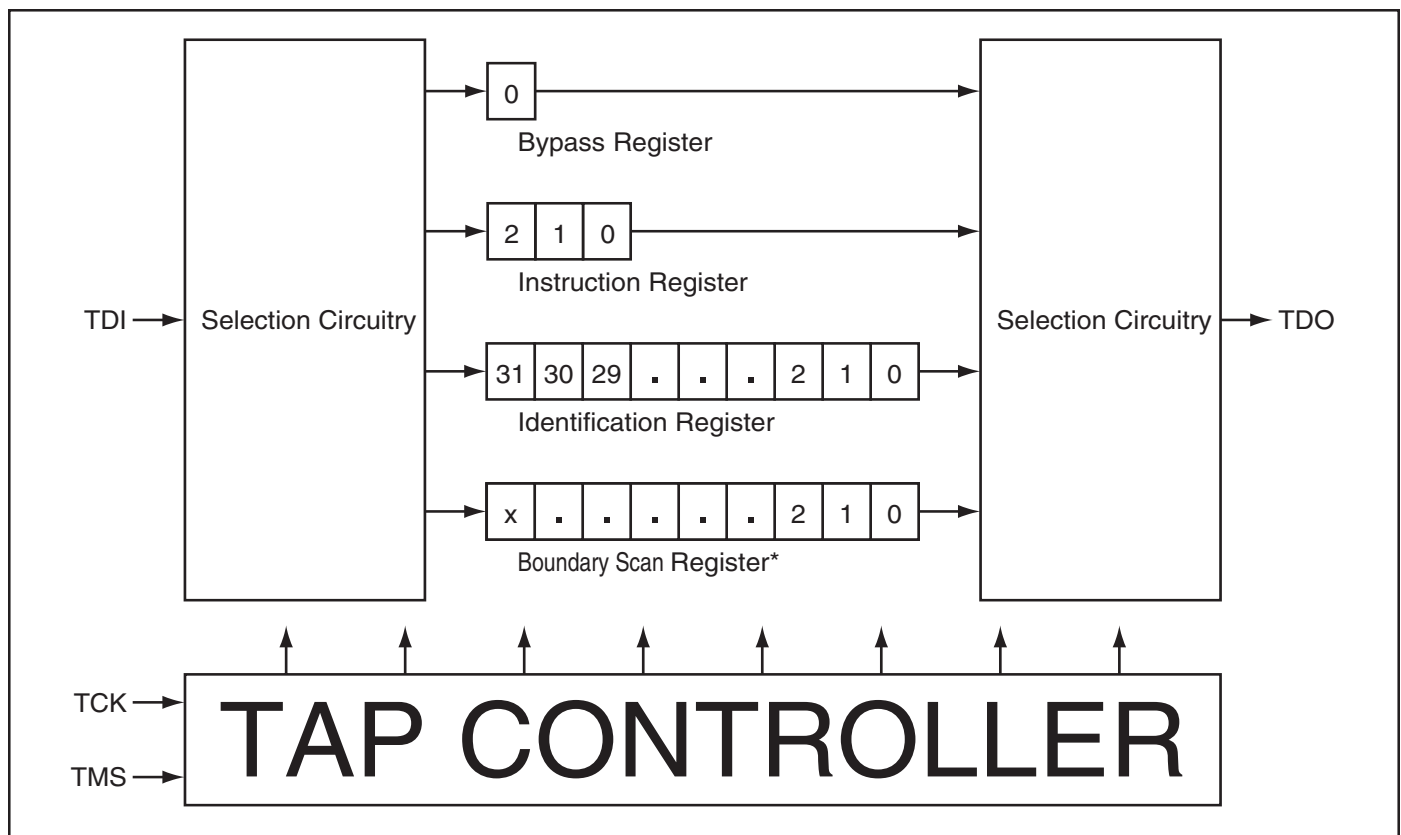 0
Bypass Register
2 1 0
Instruction Register
TDI
Selection Circuitry
Selection Circuitry
TDO
31 30 29 . . . 2 1 0
Identification Register
x . . . . . 2 1 0
Boundary Scan Register*
TCK
TMS
TAP CONTROLLER